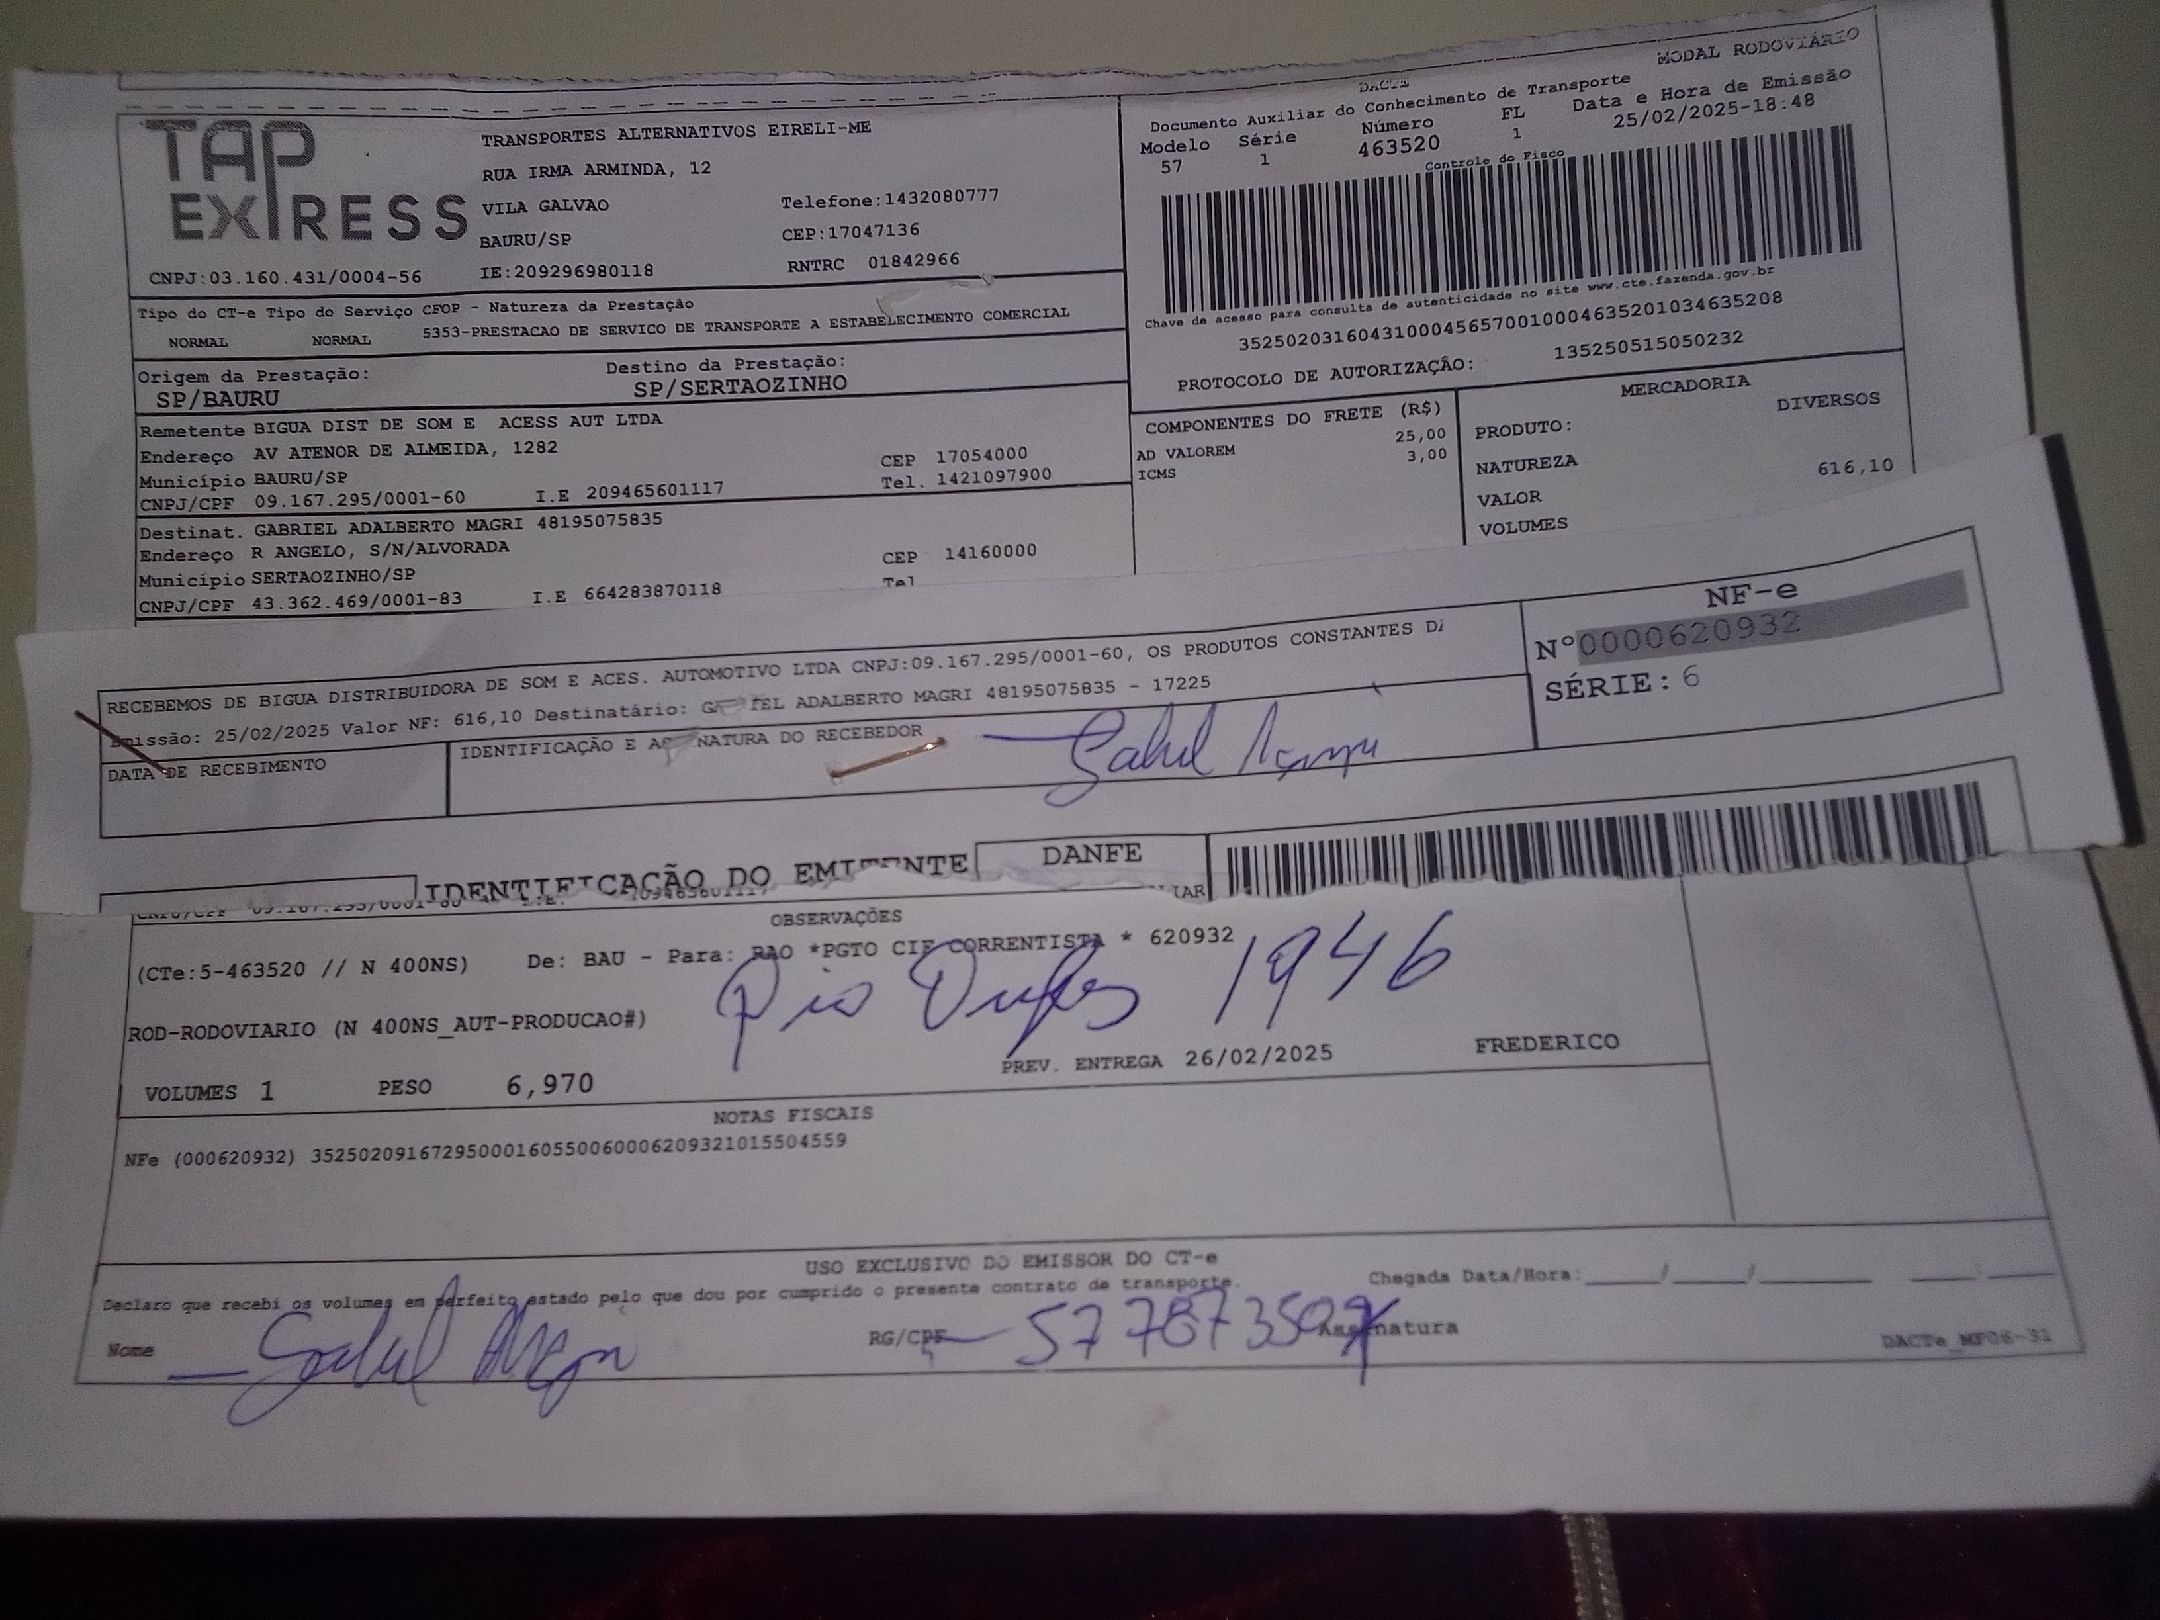 TAP EXPRESS
TRANSPORTES ALTERNATIVOS EIRELI-ME
RUA IRMA ARMINDA, 12
VILA GALVAO Telefone:1432080777
BAURU/SP CEP:17047136
CNPJ:03.160.431/0004-56 IE:209296980118 RNTRC 01842966
DACTE MODAL RODOVIÁRIO
Documento Auxiliar do Conhecimento de Transporte
Modelo Série Número FL Data e Hora de Emissão
57 1 463520 1 25/02/2025-18:48
Controle do Fisco
Chave de acesso para consulta de autenticidade no site www.cte.fazenda.gov.br
35250203160431000456570010004635201034635208
PROTOCOLO DE AUTORIZAÇÃO: 135250515050232
Tipo do CT-e Tipo do Serviço CFOP - Natureza da Prestação
NORMAL NORMAL 5353-PRESTACAO DE SERVICO DE TRANSPORTE A ESTABELECIMENTO COMERCIAL
Origem da Prestação: Destino da Prestação:
SP/BAURU SP/SERTAOZINHO
Remetente BIGUA DIST DE SOM E ACESS AUT LTDA
Endereço AV ATENOR DE ALMEIDA, 1282 CEP 17054000
Município BAURU/SP Tel. 1421097900
CNPJ/CPF 09.167.295/0001-60 I.E 209465601117
Destinat. GABRIEL ADALBERTO MAGRI 48195075835
Endereço R ANGELO, S/N/ALVORADA CEP 14160000
Município SERTAOZINHO/SP Tel
CNPJ/CPF 43.362.469/0001-83 I.E 664283870118
COMPONENTES DO FRETE (R$)
AD VALOREM 25,00
ICMS 3,00
MERCADORIA
PRODUTO: DIVERSOS
NATUREZA
VALOR 616,10
VOLUMES
RECEBEMOS DE BIGUA DISTRIBUIDORA DE SOM E ACES. AUTOMOTIVO LTDA CNPJ:09.167.295/0001-60, OS PRODUTOS CONSTANTES
Emissão: 25/02/2025 Valor NF: 616,10 Destinatário: ADALBERTO MAGRI 48195075835 - 17225
DATA DE RECEBIMENTO IDENTIFICAÇÃO E DO RECEBEDOR
NF-e
Nº0000620932
SÉRIE: 6
IDENTIFICAÇÃO DO EMITENTE DANFE
CNPJ/CPF 09.167.295/0001-60
OBSERVAÇÕES
(CTe:5-463520 // N 400NS) De: BAU - Para: RAO *PGTO CIF CORRENTISTA * 620932
1946
ROD-RODOVIARIO (N 400NS_AUT-PRODUCAO#)
VOLUMES 1 PESO 6,970 PREV. ENTREGA 26/02/2025 FREDERICO
NOTAS FISCAIS
NFe (000620932) 35250209167295000160550060006209321015504559
USO EXCLUSIVO DO EMISSOR DO CT-e
Declaro que recebi os volumes em perfeito estado pelo que dou por cumprido o presente contrato de transporte. Chegada Data/Hora:
Nome RG/CPF Assinatura DACTe_MF06-31